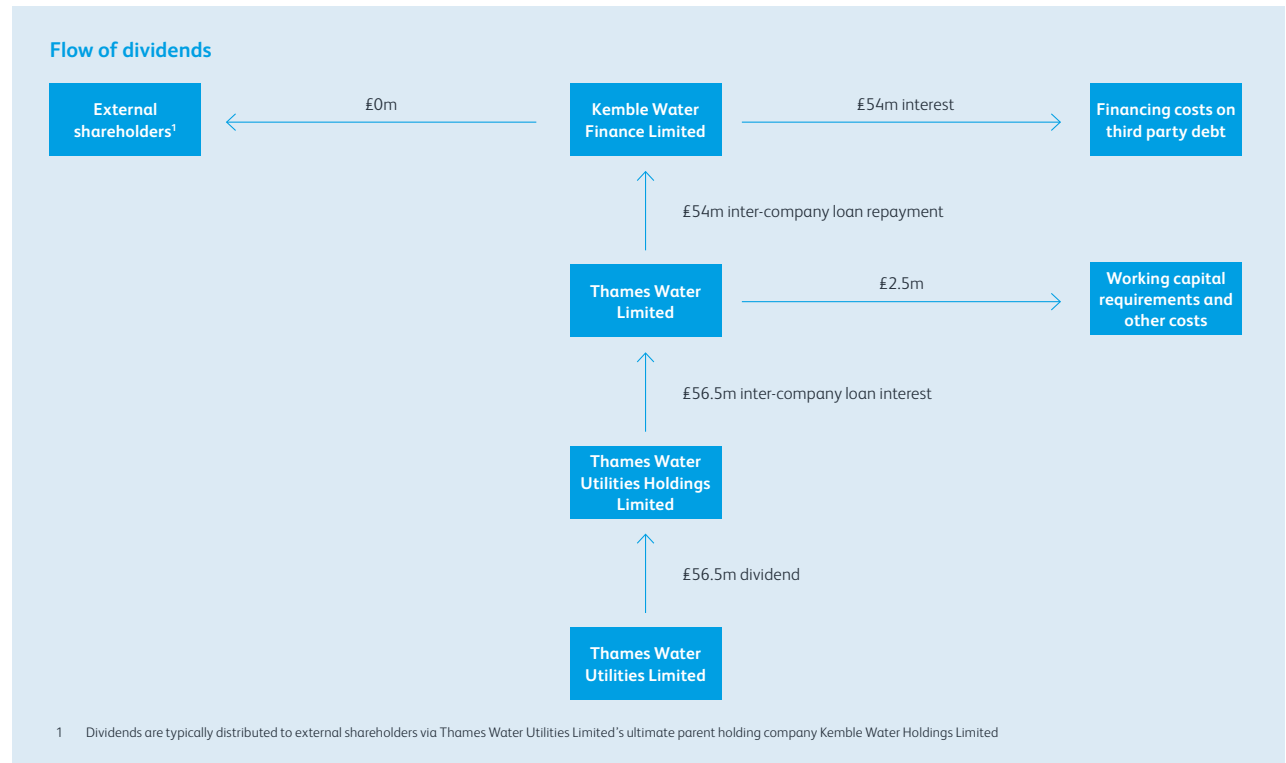 Flow of dividends
External
shareholders¹
£0m
Kemble Water
Finance Limited
£54m interest
Financing costs on
third party debt
£54m inter-company loan repayment
Thames Water
Limited
£2.5m
Working capital
requirements and
other costs
£56.5m inter-company loan interest
Thames Water
Utilities Holdings
Limited
£56.5m dividend
Thames Water
Utilities Limited
1 Dividends are typically distributed to external shareholders via Thames Water Utilities Limited’s ultimate parent holding company Kemble Water Holdings Limited